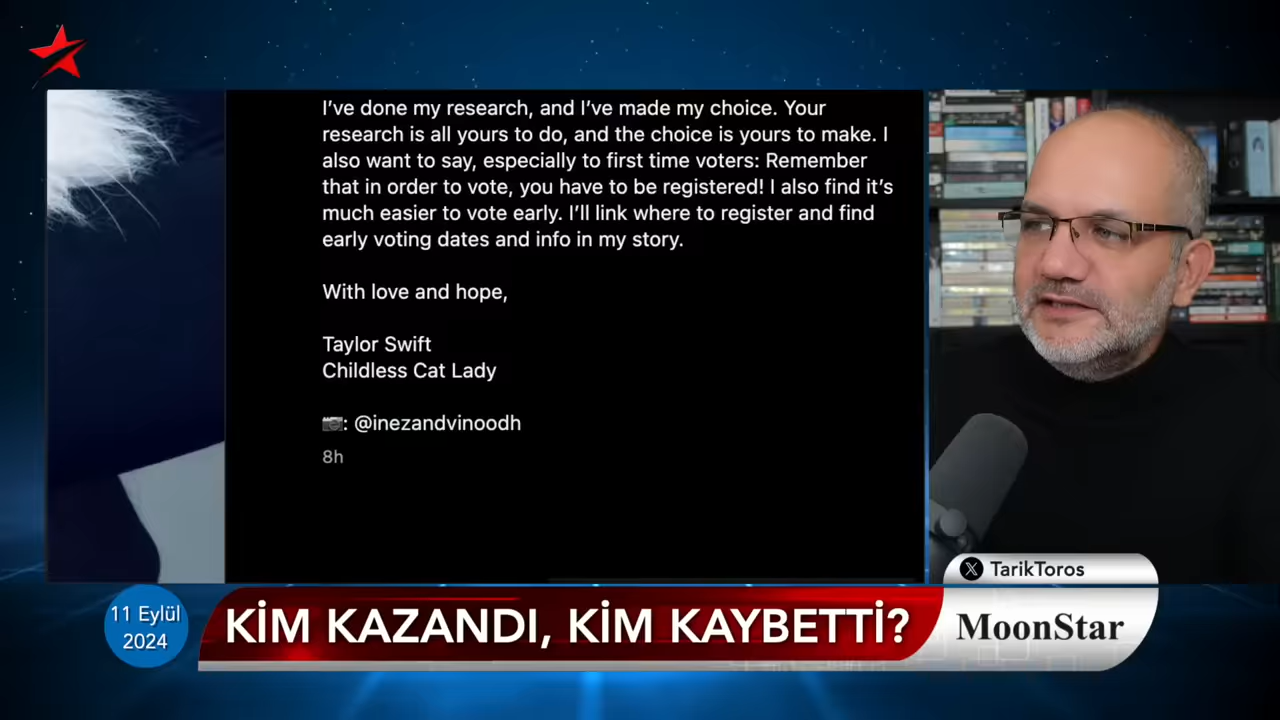 I've done my research, and I've made my choice. Your
research is all yours to do, and the choice is yours to make. I
also want to say, especially to first time voters: Remember
that in order to vote, you have to be registered! I also find it's
much easier to vote early. I'll link where to register and find
early voting dates and info in my story.
With love and hope,
Taylor Swift
Childless Cat Lady
📷: @inezandvinoodh
8h
TarikToros
11 Eylül
2024
KİM KAZANDI, KİM KAYBETTİ?
MoonStar